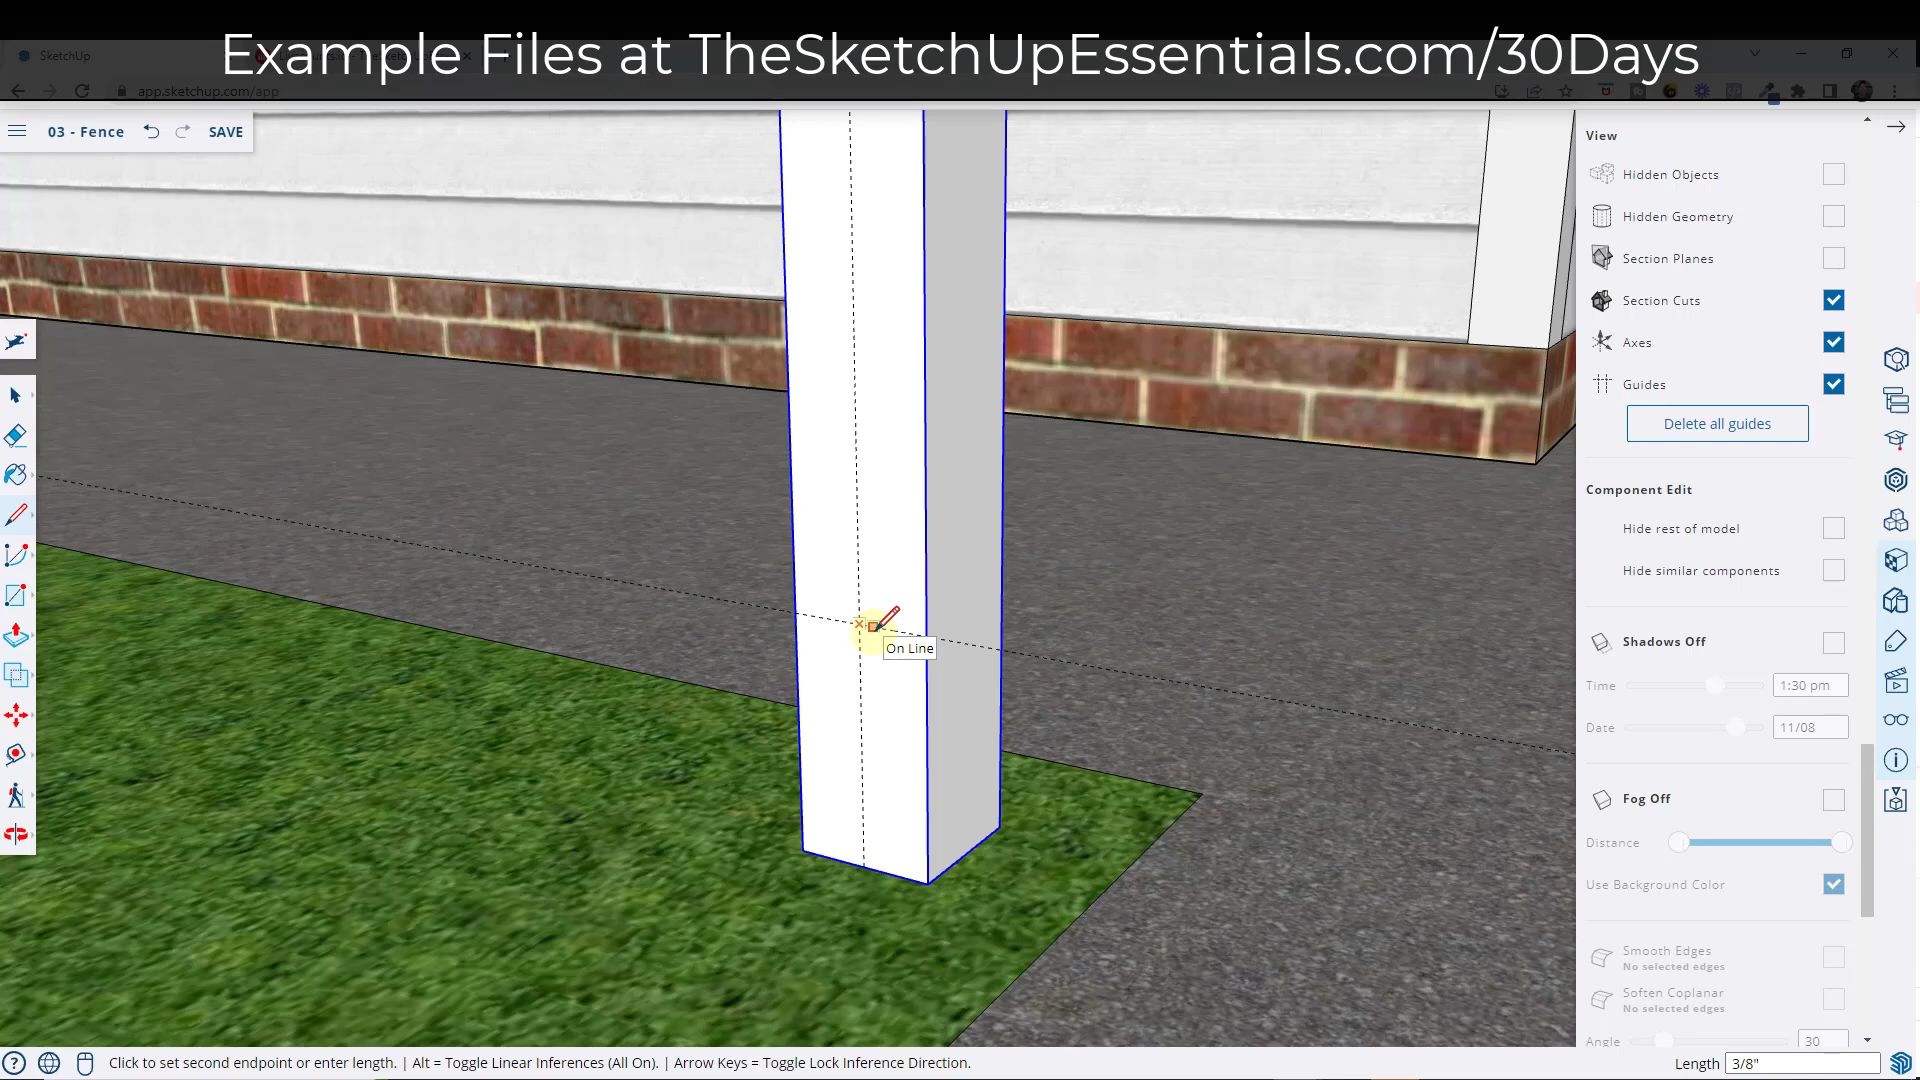 Example Files at TheSketchUpEssentials.com/30Days
SketchUp
app.sketchup.com/app
03 - Fence
SAVE
View
Hidden Objects
Hidden Geometry
Section Planes
Section Cuts
Axes
Guides
Delete all guides
Component Edit
Hide rest of model
Hide similar components
Shadows Off
Time
1:30 pm
Date
11/08
Fog Off
Distance
Use Background Color
Smooth Edges
No selected edges
Soften Coplanar
No selected edges
Angle
30
On Line
Click to set second endpoint or enter length. | Alt = Toggle Linear Inferences (All On). | Arrow Keys = Toggle Lock Inference Direction.
Length
3/8"